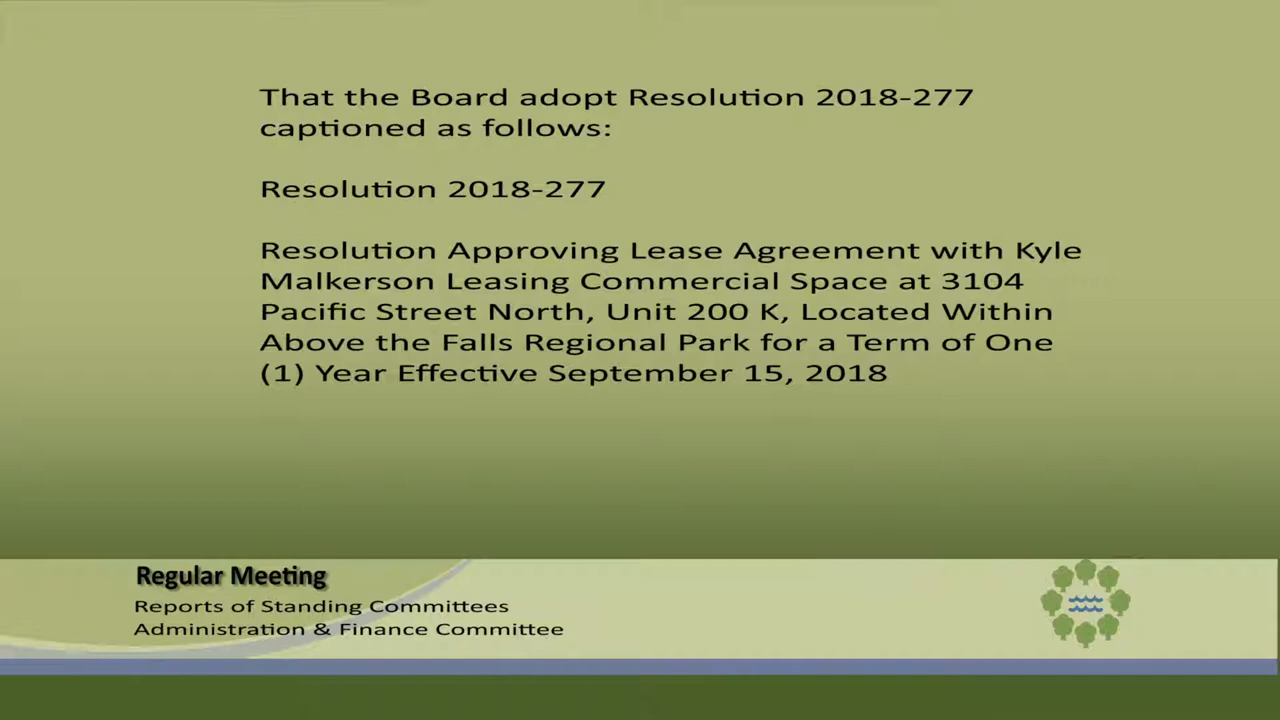 That the Board adopt Resolution 2018-277
captioned as follows:
Resolution 2018-277
Resolution Approving Lease Agreement with Kyle
Malkerson Leasing Commercial Space at 3104
Pacific Street North, Unit 200 K, Located Within
Above the Falls Regional Park for a Term of One
(1) Year Effective September 15, 2018
Regular Meeting
Reports of Standing Committees
Administration & Finance Committee